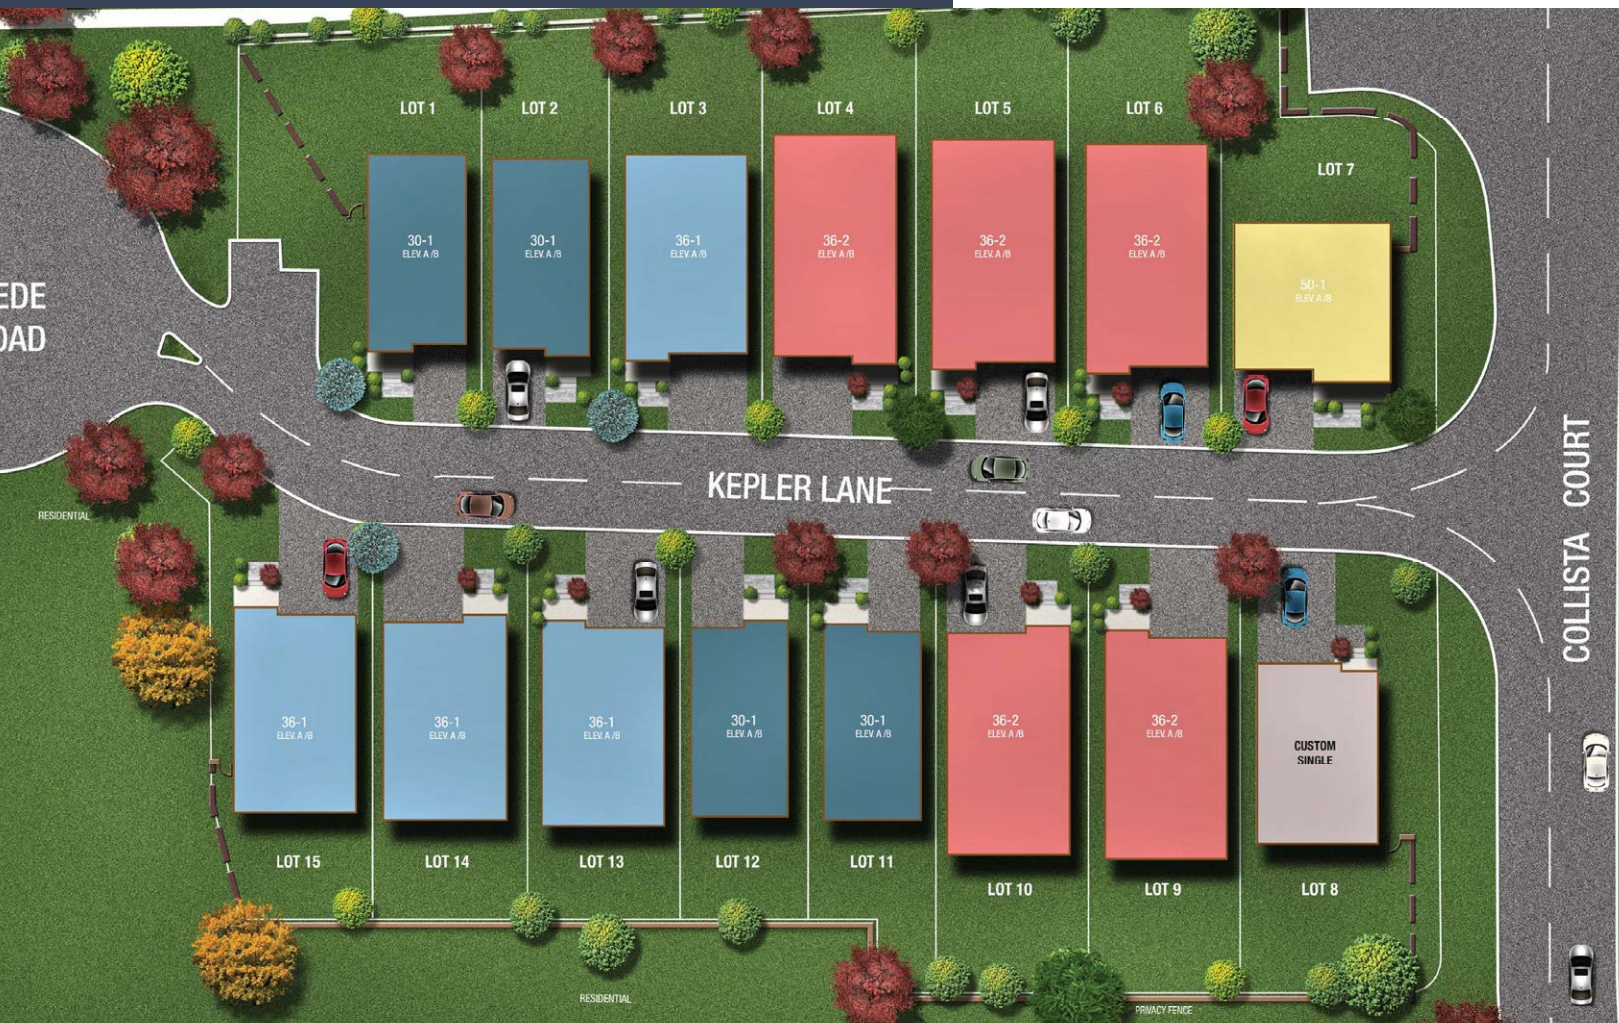 LOT 1
LOT 2
LOT 3
LOT 4
LOT 5
LOT 6
LOT 7
30-1
ELEV. A /B
30-1
ELEV. A /B
36-1
ELEV. A /B
36-2
ELEV. A /B
36-2
ELEV. A /B
36-2
ELEV. A /B
50-1
ELEV. A /B
EDE
OAD
KEPLER LANE
COLLISTA COURT
RESIDENTIAL
36-1
ELEV. A /B
36-1
ELEV. A /B
36-1
ELEV. A /B
30-1
ELEV. A /B
30-1
ELEV. A /B
36-2
ELEV. A /B
36-2
ELEV. A /B
CUSTOM
SINGLE
LOT 15
LOT 14
LOT 13
LOT 12
LOT 11
LOT 10
LOT 9
LOT 8
RESIDENTIAL
PRIVACY FENCE